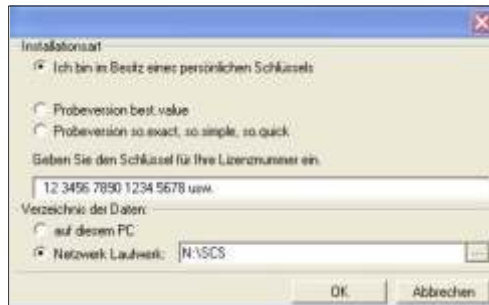 Installationsart
Ich bin im Besitz eines persönlichen Schlüssels
Probeversion best.value
Probeversion so.exact, so.simple, so.quick
Geben Sie den Schlüssel für Ihre Lizenznummer ein.
12 3456 7890 1234 5678 usw.
Verzeichnis der Daten:
auf diesem PC
Netzwerk Laufwerk: N:\SCS ...
OK Abbrechen